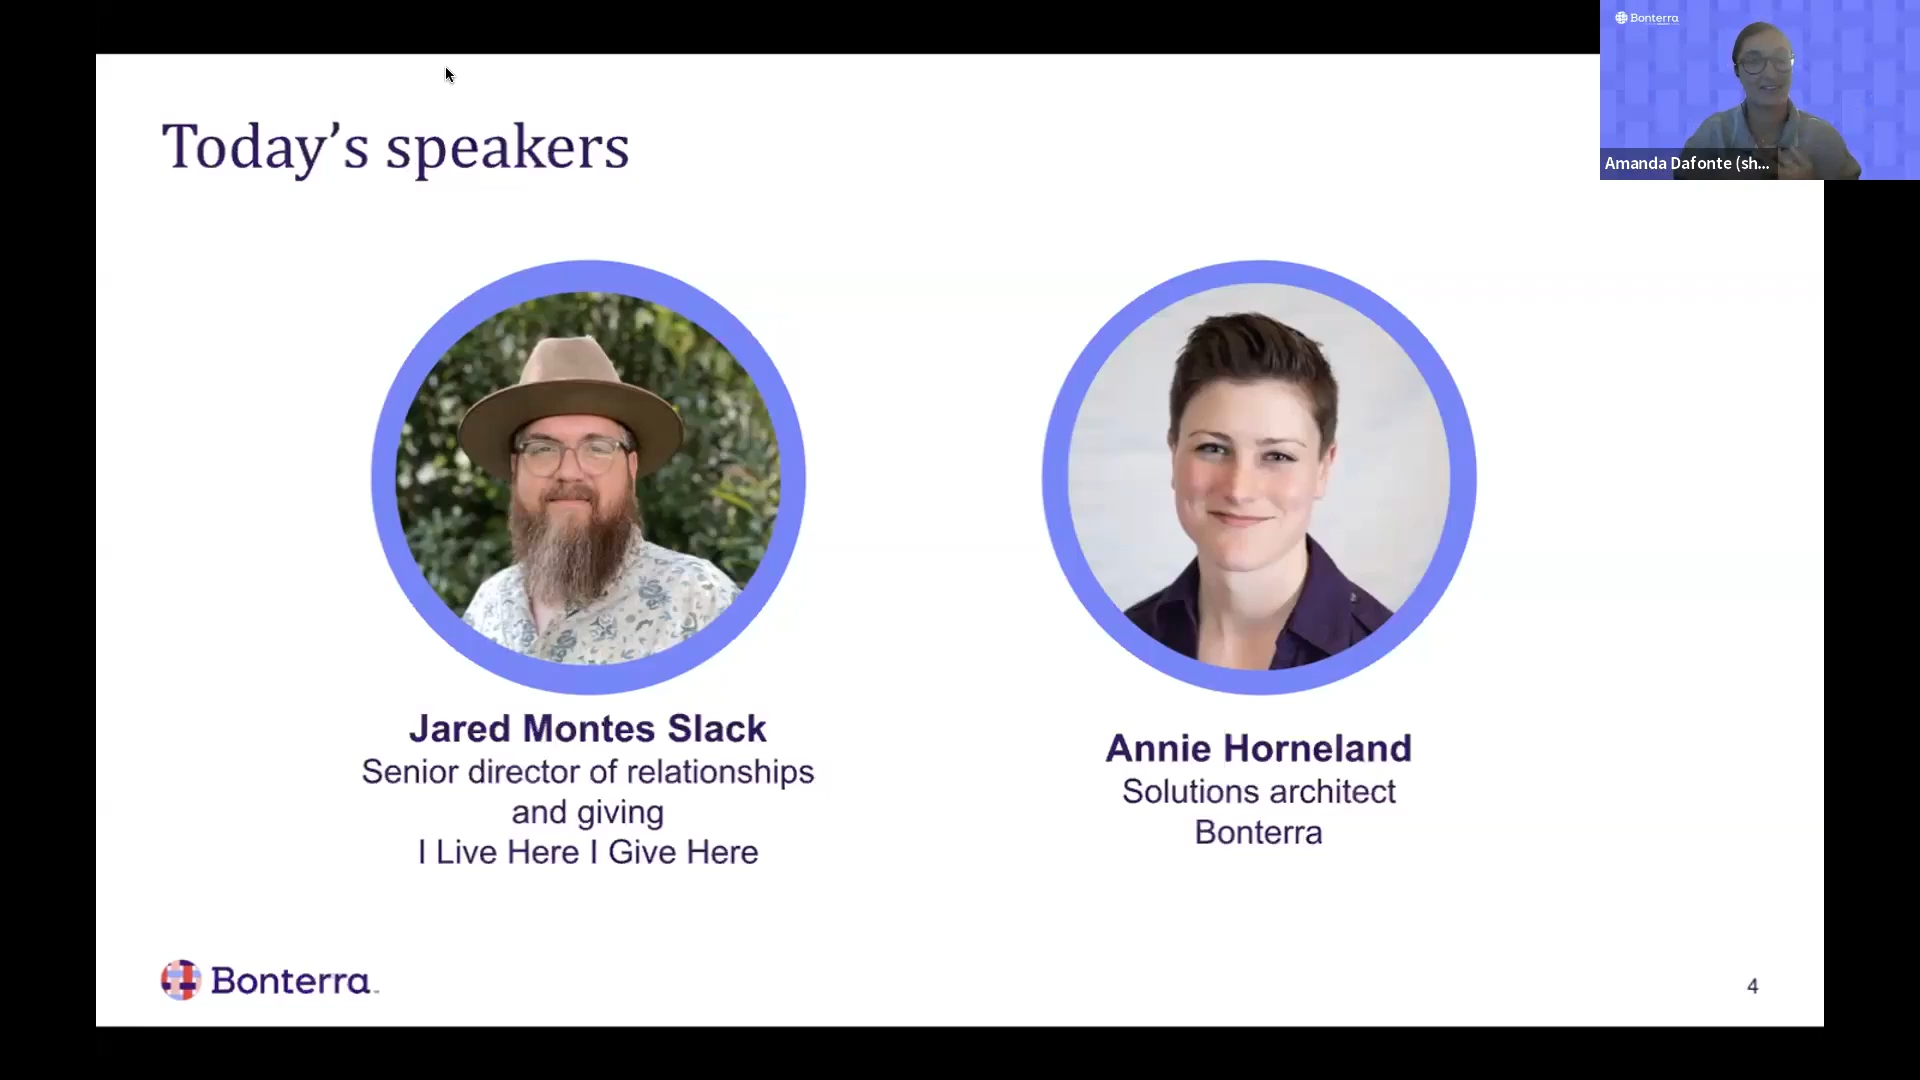 Bonterra
Amanda Dafonte (sh...
Today’s speakers
Jared Montes Slack
Senior director of relationships
and giving
I Live Here I Give Here
Annie Horneland
Solutions architect
Bonterra
Bonterra
4